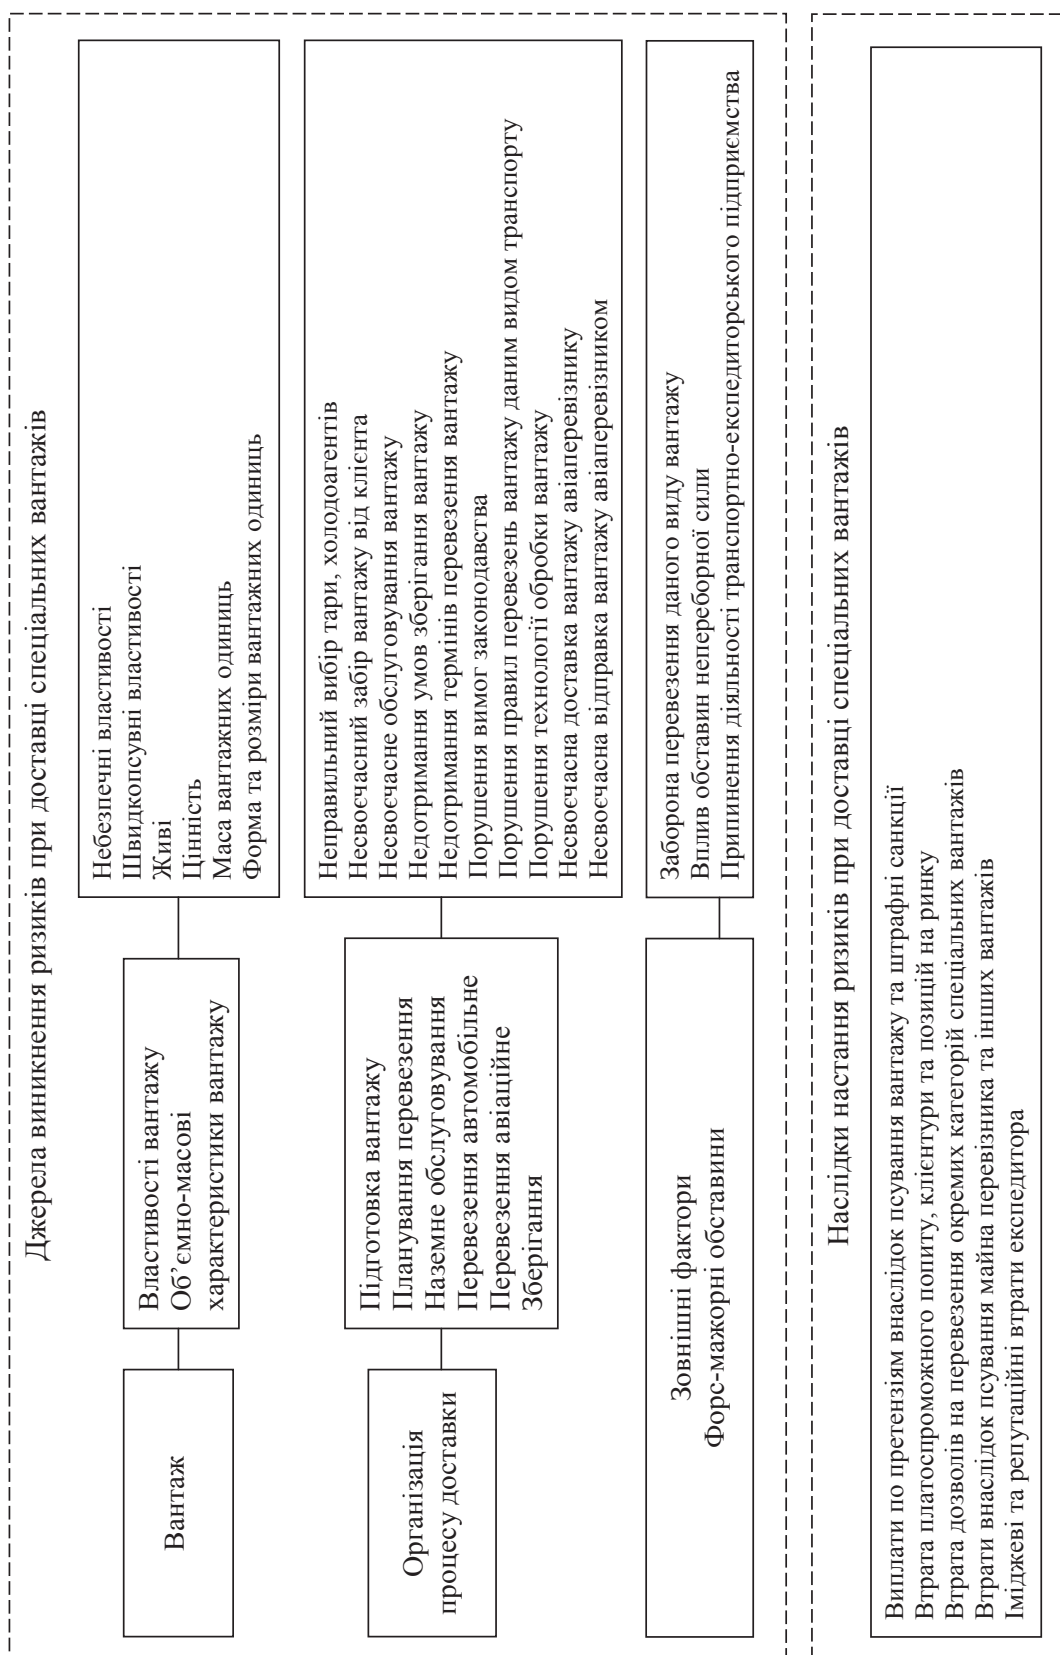 Джерела виникнення ризиків при доставці спеціальних вантажів
Вантаж
Властивості вантажу
Об’ємно-масові
характеристики вантажу
Небезпечні властивості
Швидкопсувні властивості
Живі
Цінність
Маса вантажних одиниць
Форма та розміри вантажних одиниць
Організація
процесу доставки
Підготовка вантажу
Планування перевезення
Наземне обслуговування
Перевезення автомобільне
Перевезення авіаційне
Зберігання
Неправильний вибір тари, холодоагентів
Несвоєчасний забір вантажу від клієнта
Несвоєчасне обслуговування вантажу
Недотримання умов зберігання вантажу
Недотримання термінів перевезення вантажу
Порушення вимог законодавства
Порушення правил перевезень вантажу даним видом транспорту
Порушення технології обробки вантажу
Несвоєчасна доставка вантажу авіаперевізнику
Несвоєчасна відправка вантажу авіаперевізником
Зовнішні фактори
Форс-мажорні обставини
Заборона перевезення даного виду вантажу
Вплив обставин непереборної сили
Припинення діяльності транспортно-експедиторського підприємства
Наслідки настання ризиків при доставці спеціальних вантажів
Виплати по претензіям внаслідок псування вантажу та штрафні санкції
Втрата платоспроможного попиту, клієнтури та позицій на ринку
Втрата дозволів на перевезення окремих категорій спеціальних вантажів
Втрати внаслідок псування майна перевізника та інших вантажів
Іміджеві та репутаційні втрати експедитора